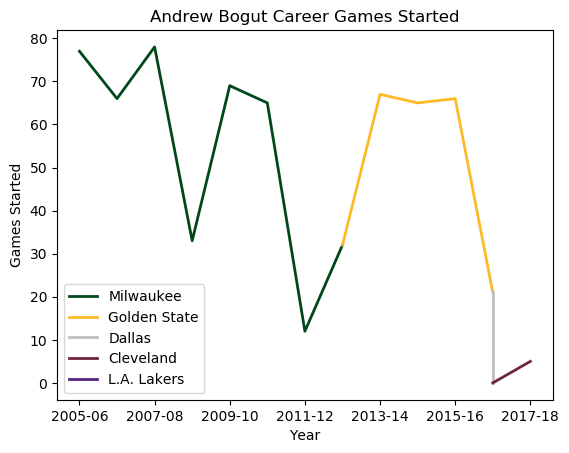 Andrew Bogut Career Games Started
Games Started
80
70
60
50
40
30
20
10
0
Milwaukee
Golden State
Dallas
Cleveland
L.A. Lakers
2005-06 2007-08 2009-10 2011-12 2013-14 2015-16 2017-18
Year